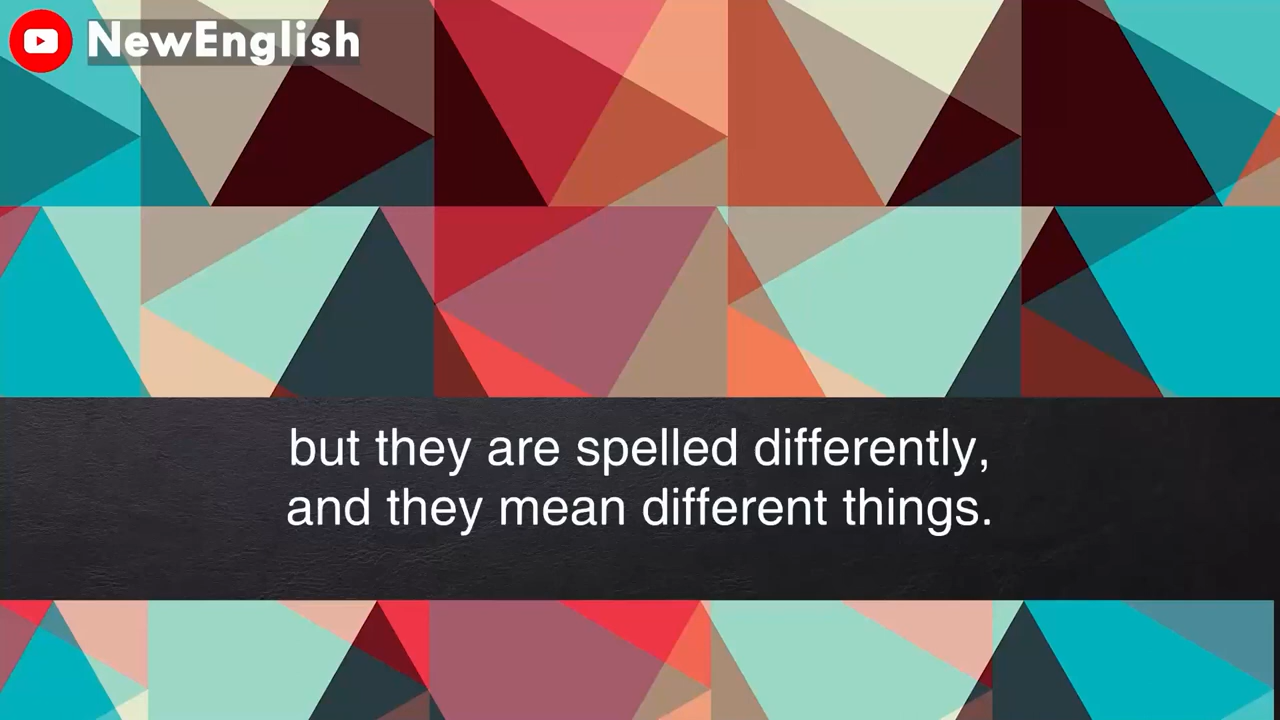 NewEnglish
but they are spelled differently,
and they mean different things.